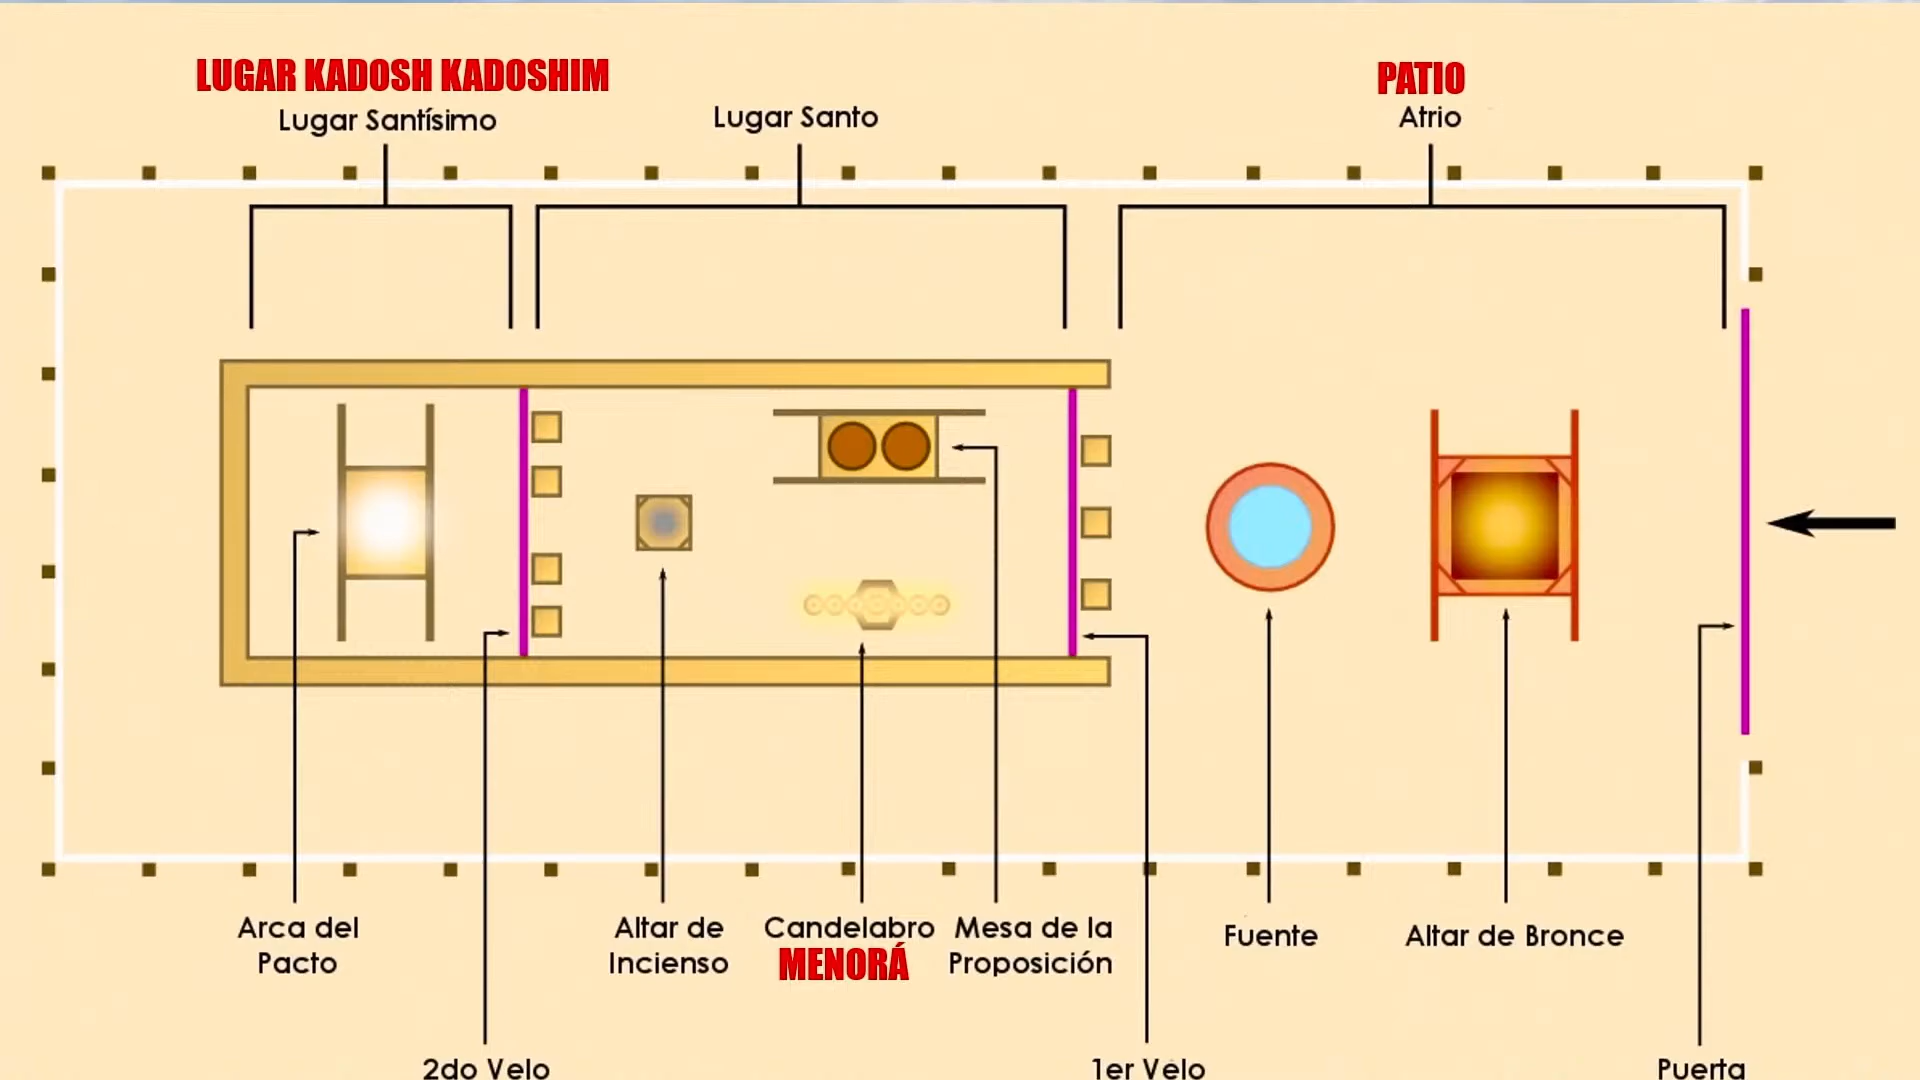 LUGAR KADOSH KADOSHIM
Lugar Santísimo
Lugar Santo
PATIO
Atrio
Arca del
Pacto
Altar de
Incienso
Candelabro
MENORÁ
Mesa de la
Proposición
Fuente
Altar de Bronce
2do Velo
1er Velo
Puerta